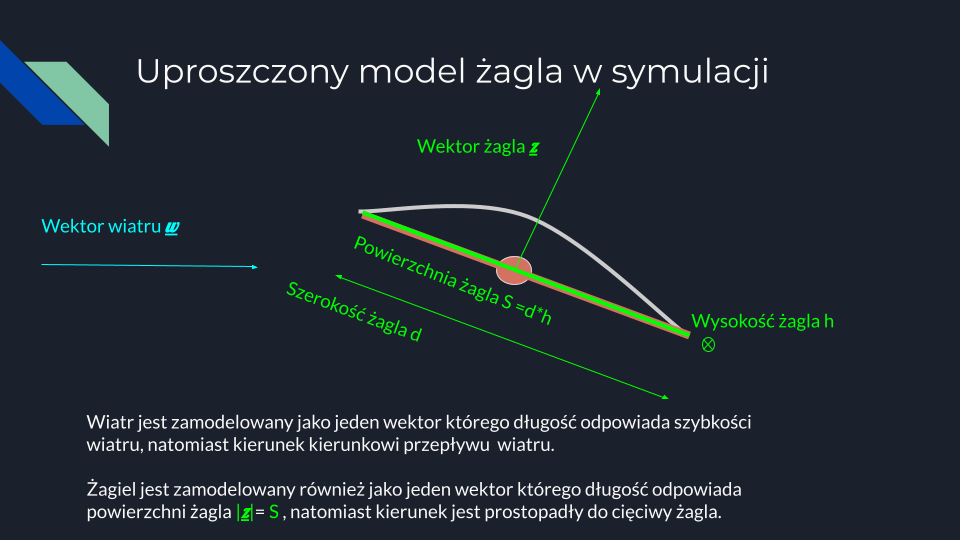 Uproszczony model żagla w symulacji
Wektor żagla z
Wektor wiatru w
Powierzchnia żagla S =d*h
Szerokość żagla d
Wysokość żagla h
Wiatr jest zamodelowany jako jeden wektor którego długość odpowiada szybkości
wiatru, natomiast kierunek kierunkowi przepływu wiatru.
Żagiel jest zamodelowany również jako jeden wektor którego długość odpowiada
powierzchni żagla |z|= S , natomiast kierunek jest prostopadły do cięciwy żagla.